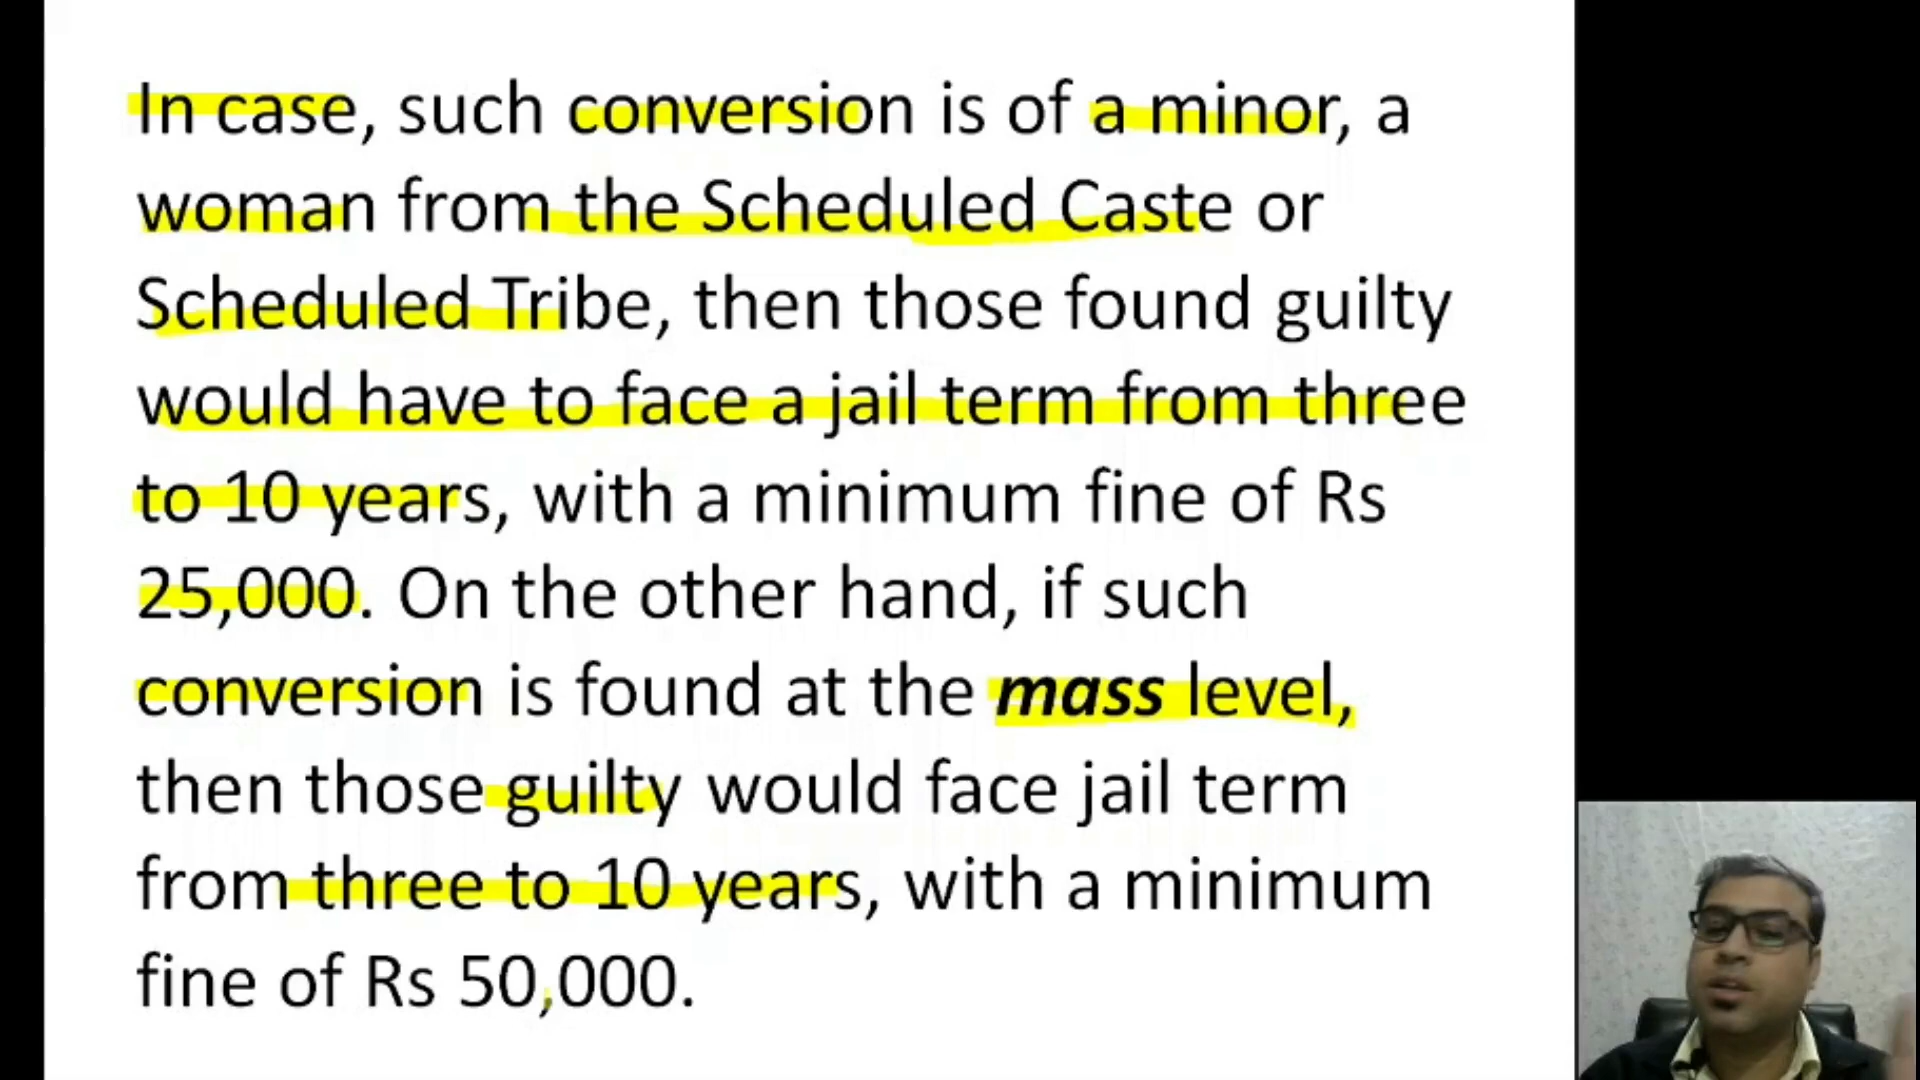 In case, such conversion is of a minor, a
woman from the Scheduled Caste or
Scheduled Tribe, then those found guilty
would have to face a jail term from three
to 10 years, with a minimum fine of Rs
25,000. On the other hand, if such
conversion is found at the mass level,
then those guilty would face jail term
from three to 10 years, with a minimum
fine of Rs 50,000.